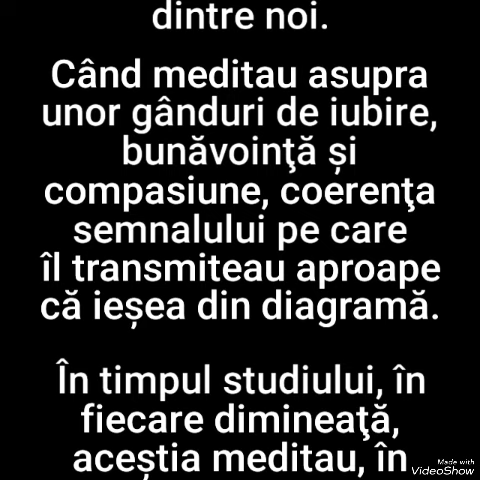 dintre noi.
Când meditau asupra
unor gânduri de iubire,
bunăvoinţă și
compasiune, coerenţa
semnalului pe care
îl transmiteau aproape
că ieșea din diagramă.
În timpul studiului, în
fiecare dimineaţă,
aceștia meditau, în
Made with
VideoShow